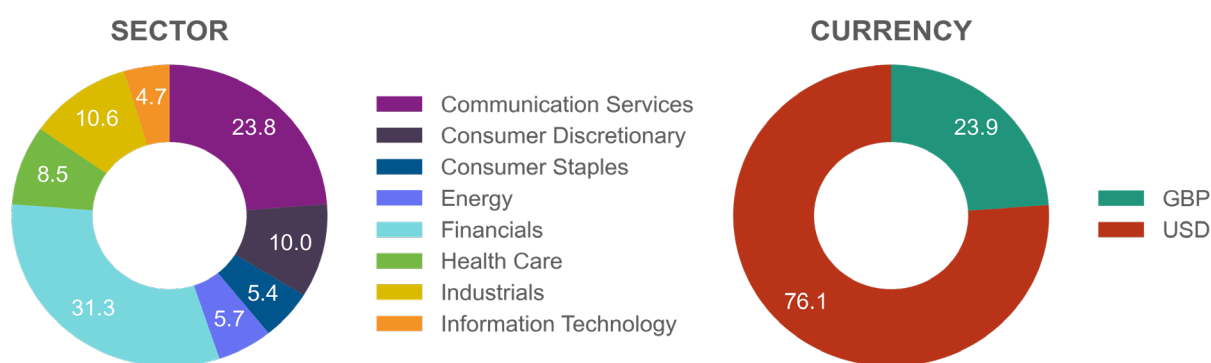 SECTOR
4.7
23.8
10.6
8.5
10.0
5.4
5.7
31.3
Communication Services
Consumer Discretionary
Consumer Staples
Energy
Financials
Health Care
Industrials
Information Technology
CURRENCY
23.9
76.1
GBP
USD